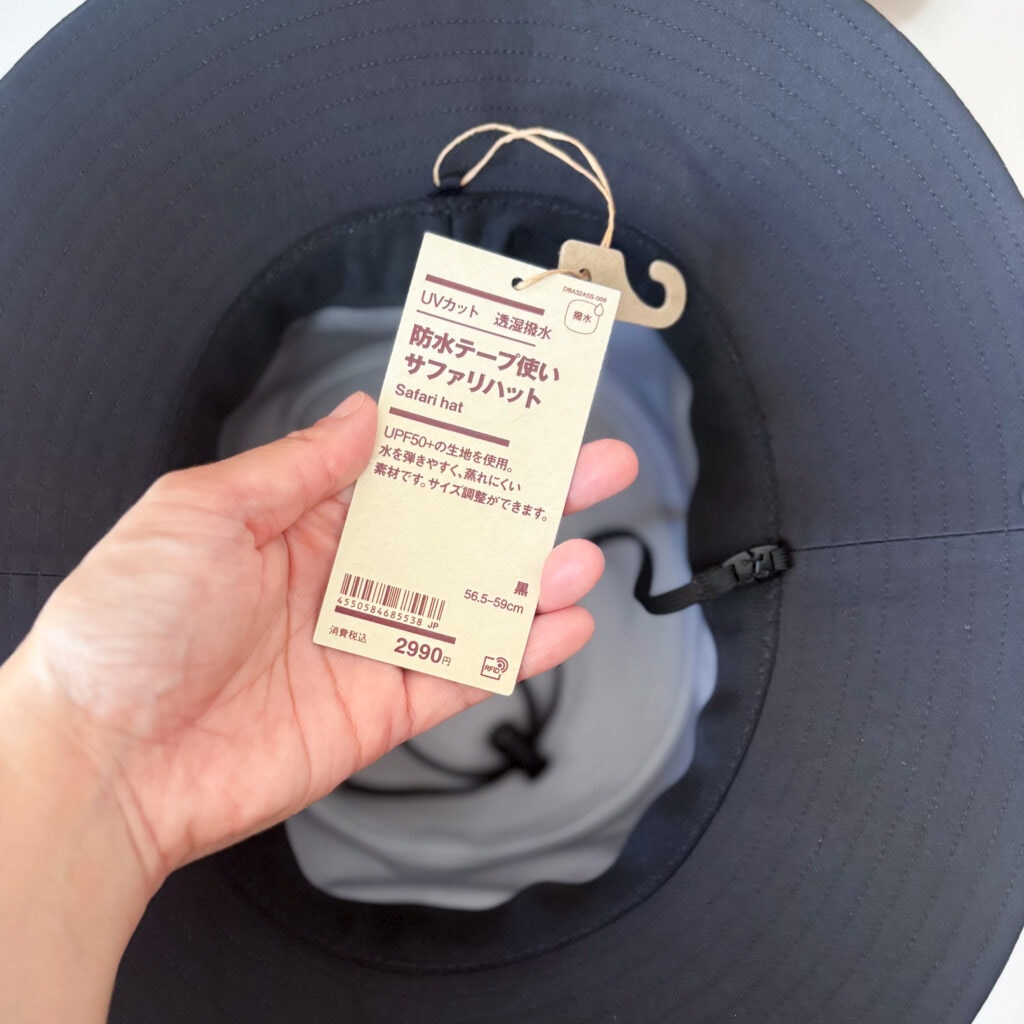 DBA32A5S-009
撥水
UVカット 透湿撥水
防水テープ使い
サファリハット
Safari hat
UPF50+の生地を使用。
水を弾きやすく、蒸れにくい
素材です。サイズ調整ができます。
黒
56.5–59cm
4550584685538 JP
消費税込 2990円
RFID